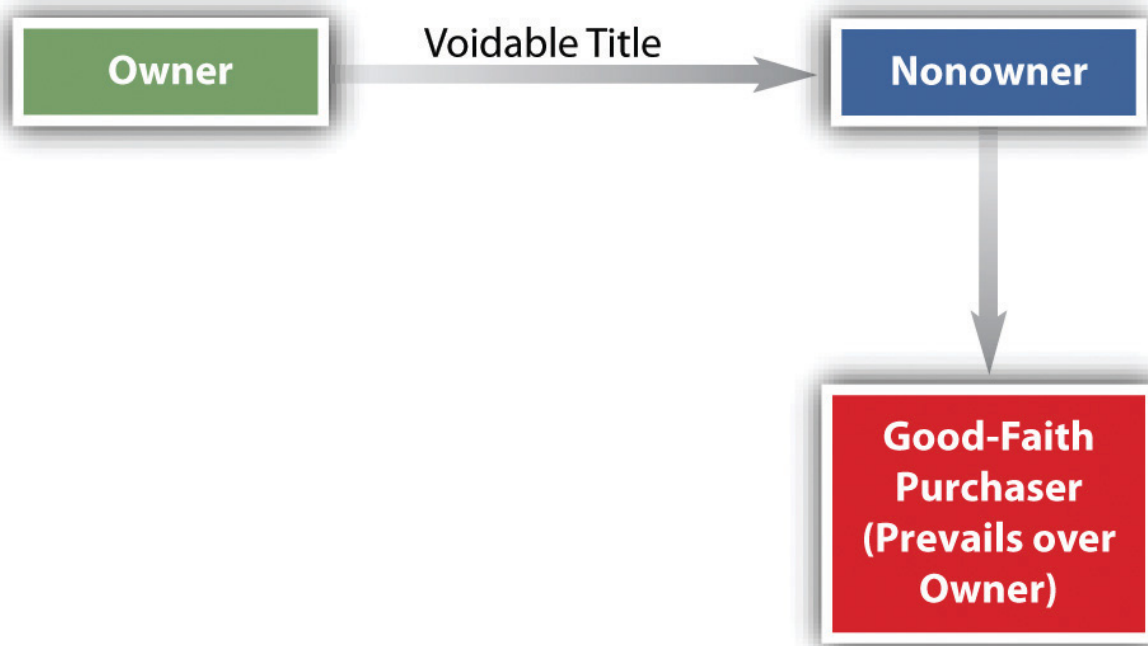 Owner
Voidable Title
Nonowner
Good-Faith
Purchaser
(Prevails over
Owner)